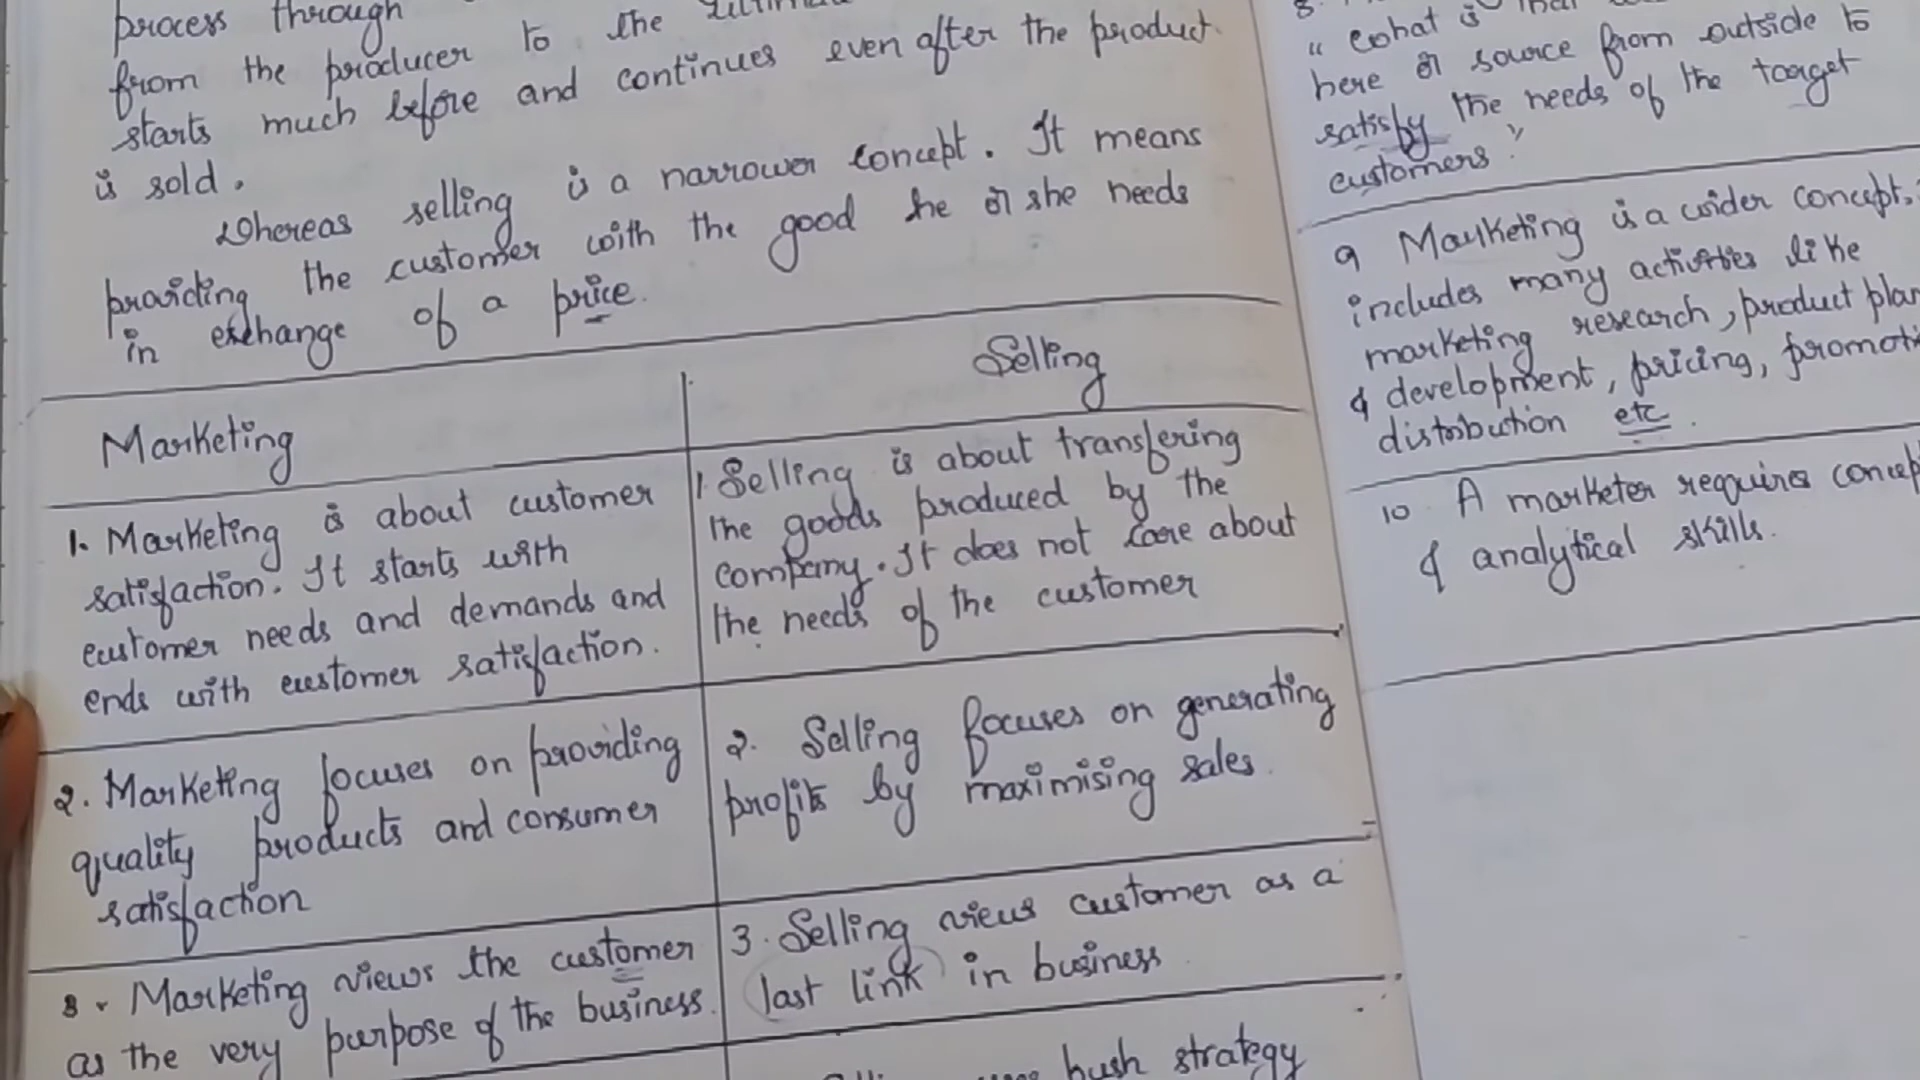 process through
from the producer to the
starts much before and continues even after the product
is sold.
Whereas selling is a narrower concept. It means
providing the customer with the good he or she needs
in exchange of a price.
Marketing
Selling
1. Marketing is about customer
satisfaction. It starts with
customer needs and demands and
ends with customer satisfaction.
1. Selling is about transfering
the goods produced by the
company. It does not care about
the needs of the customer
2. Marketing focuses on providing
quality products and consumer
satisfaction
2. Selling focuses on generating
profits by maximising sales.
3. Marketing views the customer
as the very purpose of the business.
3. Selling views customer as a
last link in business
push strategy
8.
" what is that
here or source from outside to
satisfy the needs of the target
customers."
9 Marketing is a wider concept,
includes many activities like
marketing research, product plan
& development, pricing, promoti
distribution etc.
10. A marketer requires concep
& analytical skills.